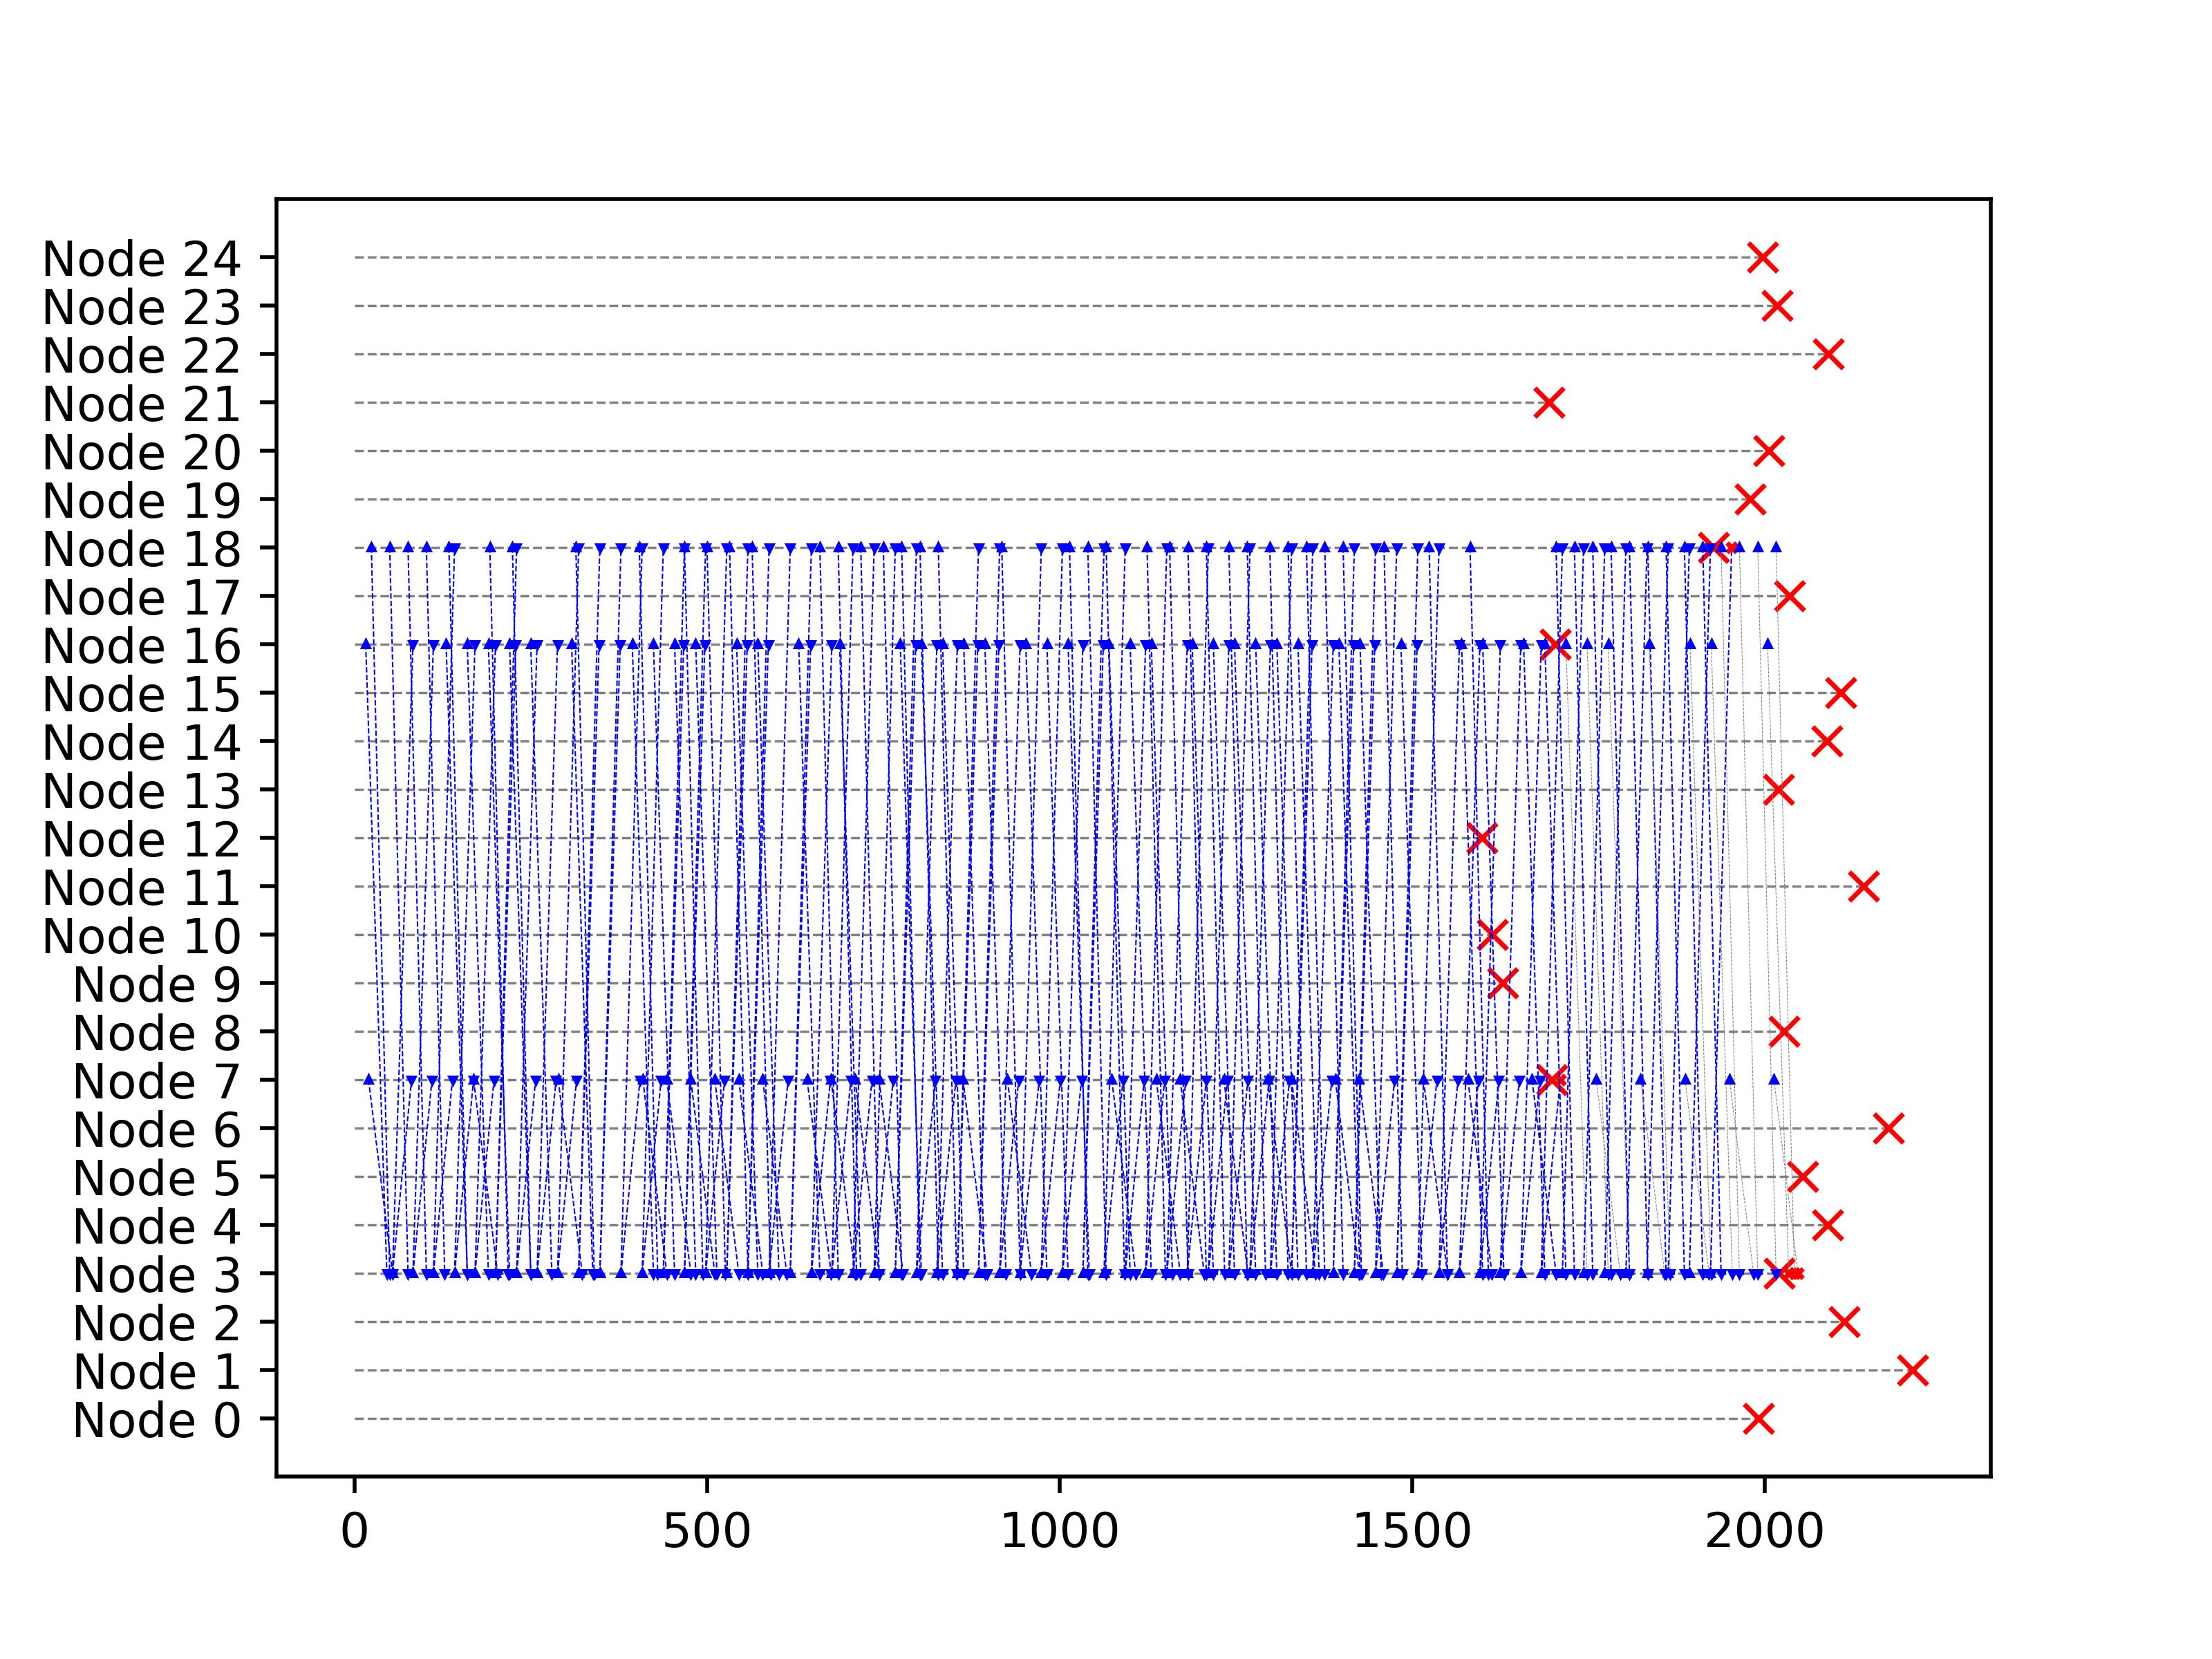 Node 24
Node 23
Node 22
Node 21
Node 20
Node 19
Node 18
Node 17
Node 16
Node 15
Node 14
Node 13
Node 12
Node 11
Node 10
Node 9
Node 8
Node 7
Node 6
Node 5
Node 4
Node 3
Node 2
Node 1
Node 0
0 500 1000 1500 2000